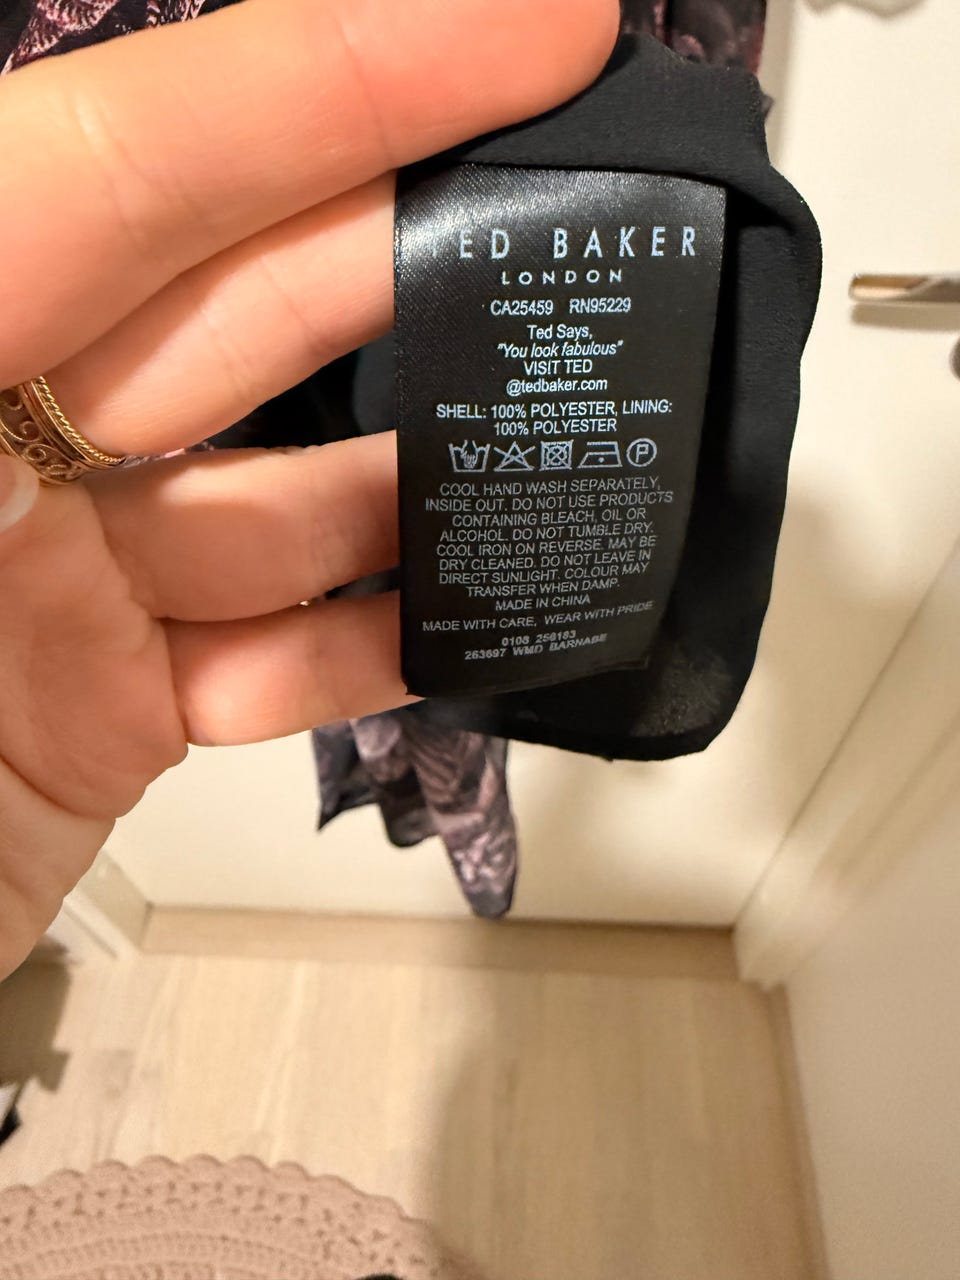 TED BAKER
LONDON
CA25459 RN95229
Ted Says,
"You look fabulous"
VISIT TED
@tedbaker.com
SHELL: 100% POLYESTER, LINING:
100% POLYESTER
P
COOL HAND WASH SEPARATELY,
INSIDE OUT. DO NOT USE PRODUCTS
CONTAINING BLEACH, OIL OR
ALCOHOL. DO NOT TUMBLE DRY.
COOL IRON ON REVERSE. MAY BE
DRY CLEANED. DO NOT LEAVE IN
DIRECT SUNLIGHT. COLOUR MAY
TRANSFER WHEN DAMP.
MADE IN CHINA
MADE WITH CARE, WEAR WITH PRIDE
0108 256183
263697 WMD BARNABE